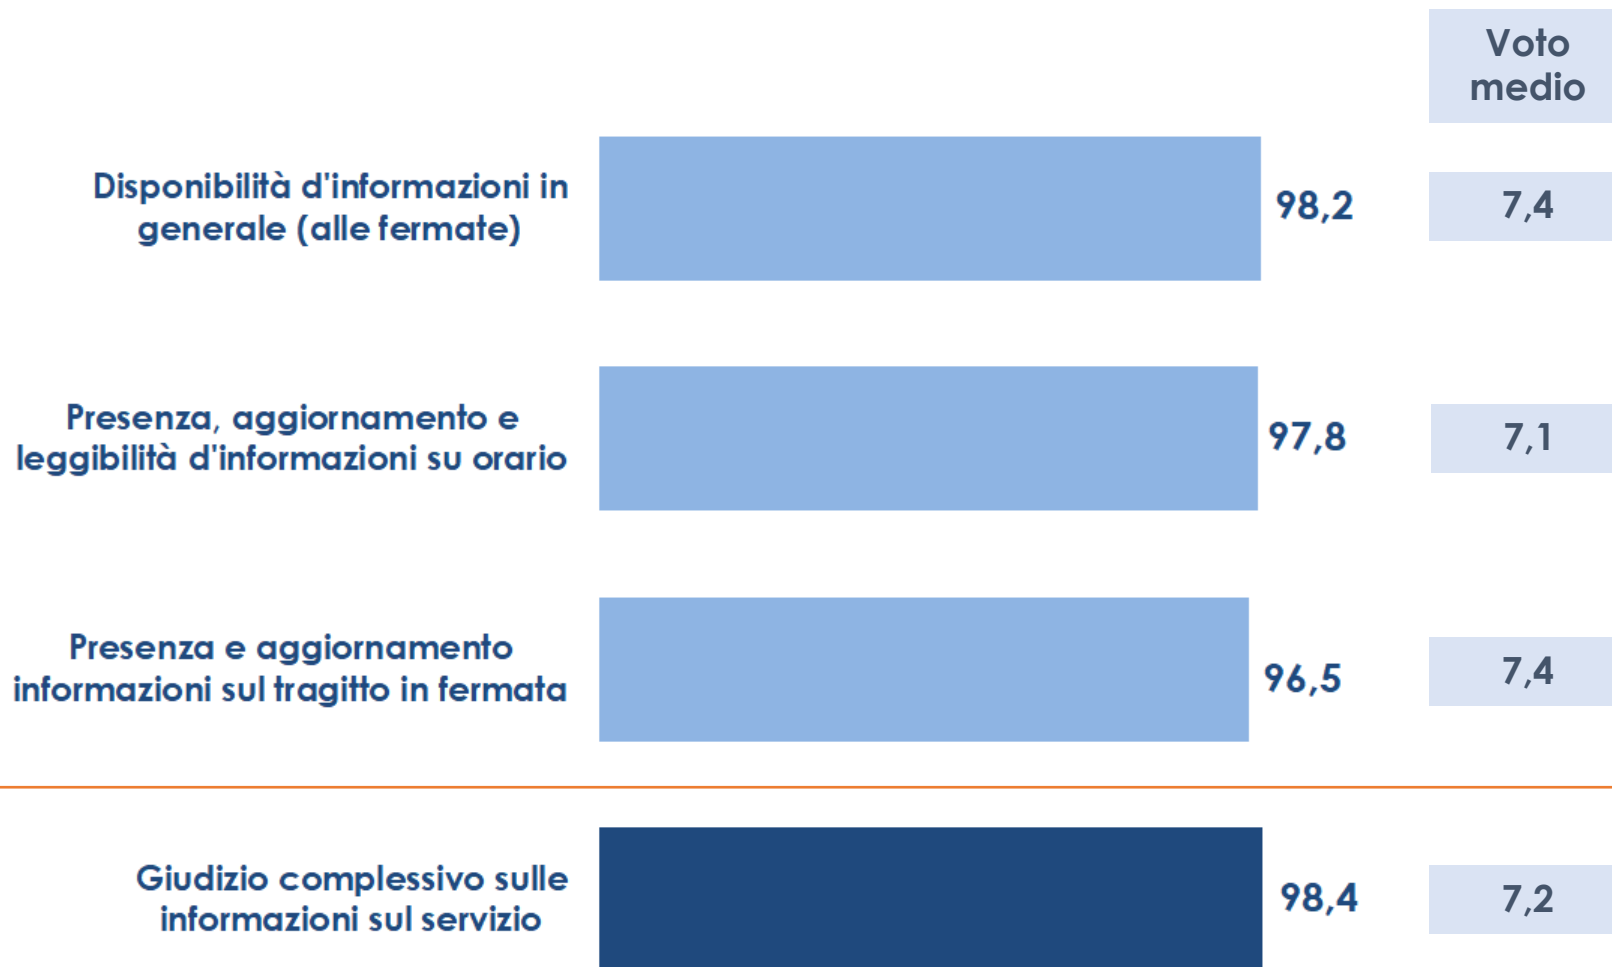 Voto
medio
Disponibilità d'informazioni in
generale (alle fermate)
98,2
7,4
Presenza, aggiornamento e
leggibilità d'informazioni su orario
97,8
7,1
Presenza e aggiornamento
informazioni sul tragitto in fermata
96,5
7,4
Giudizio complessivo sulle
informazioni sul servizio
98,4
7,2